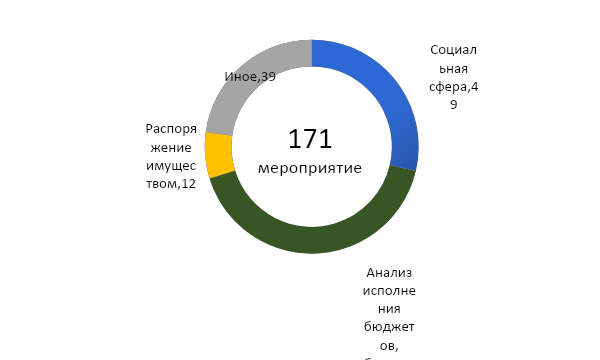 Социал
ьная
сфера,4
9
Иное,39
171
мероприятие
Распоря
жение
имущес
твом,12
Анализ
исполне
ния
бюджет
ов,